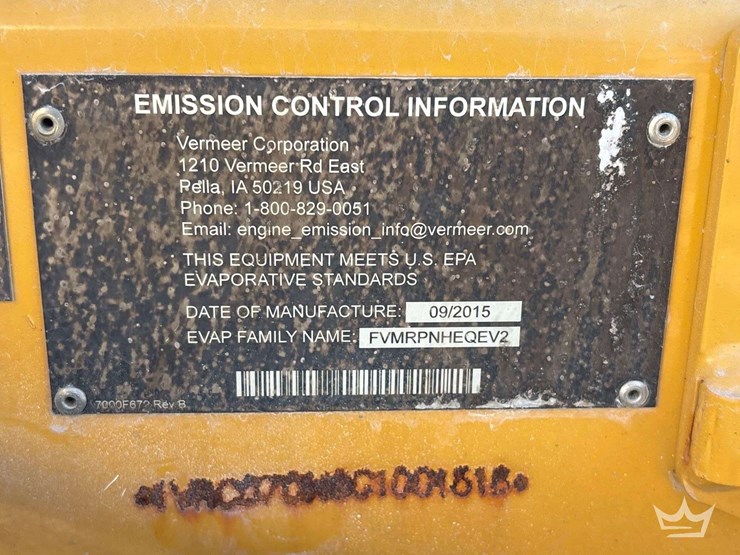 EMISSION CONTROL INFORMATION
Vermeer Corporation
1210 Vermeer Rd East
Pella, IA 50219 USA
Phone: 1-800-829-0051
Email: engine_emission_info@vermeer.com
THIS EQUIPMENT MEETS U.S. EPA
EVAPORATIVE STANDARDS
DATE OF MANUFACTURE: 09/2015
EVAP FAMILY NAME: FVMRPNHEQEV2
Rev B